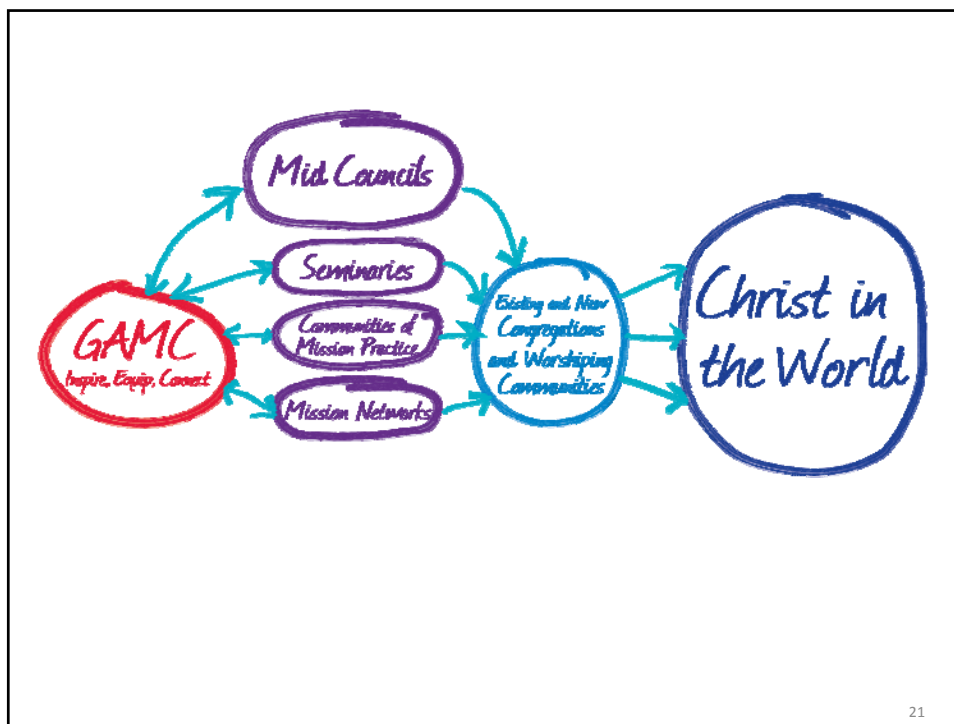 Mid Councils
Seminaries
Communities of
Mission Practice
Mission Networks
GAMC
Inspire, Equip, Connect
Existing and New
Congregations
and Worshiping
Communities
Christ in
the World
21